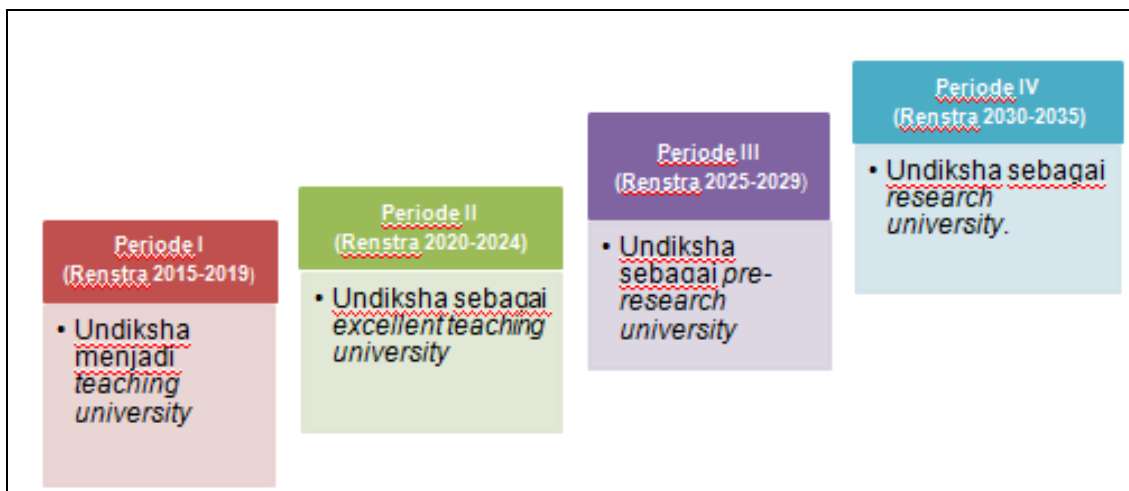 Periode I
(Renstra 2015-2019)
• Undiksha
menjadi
teaching
university
Periode II
(Renstra 2020-2024)
• Undiksha sebagai
excellent teaching
university
Periode III
(Renstra 2025-2029)
• Undiksha
sebagai pre-
research
university
Periode IV
(Renstra 2030-2035)
• Undiksha sebagai
research
university.